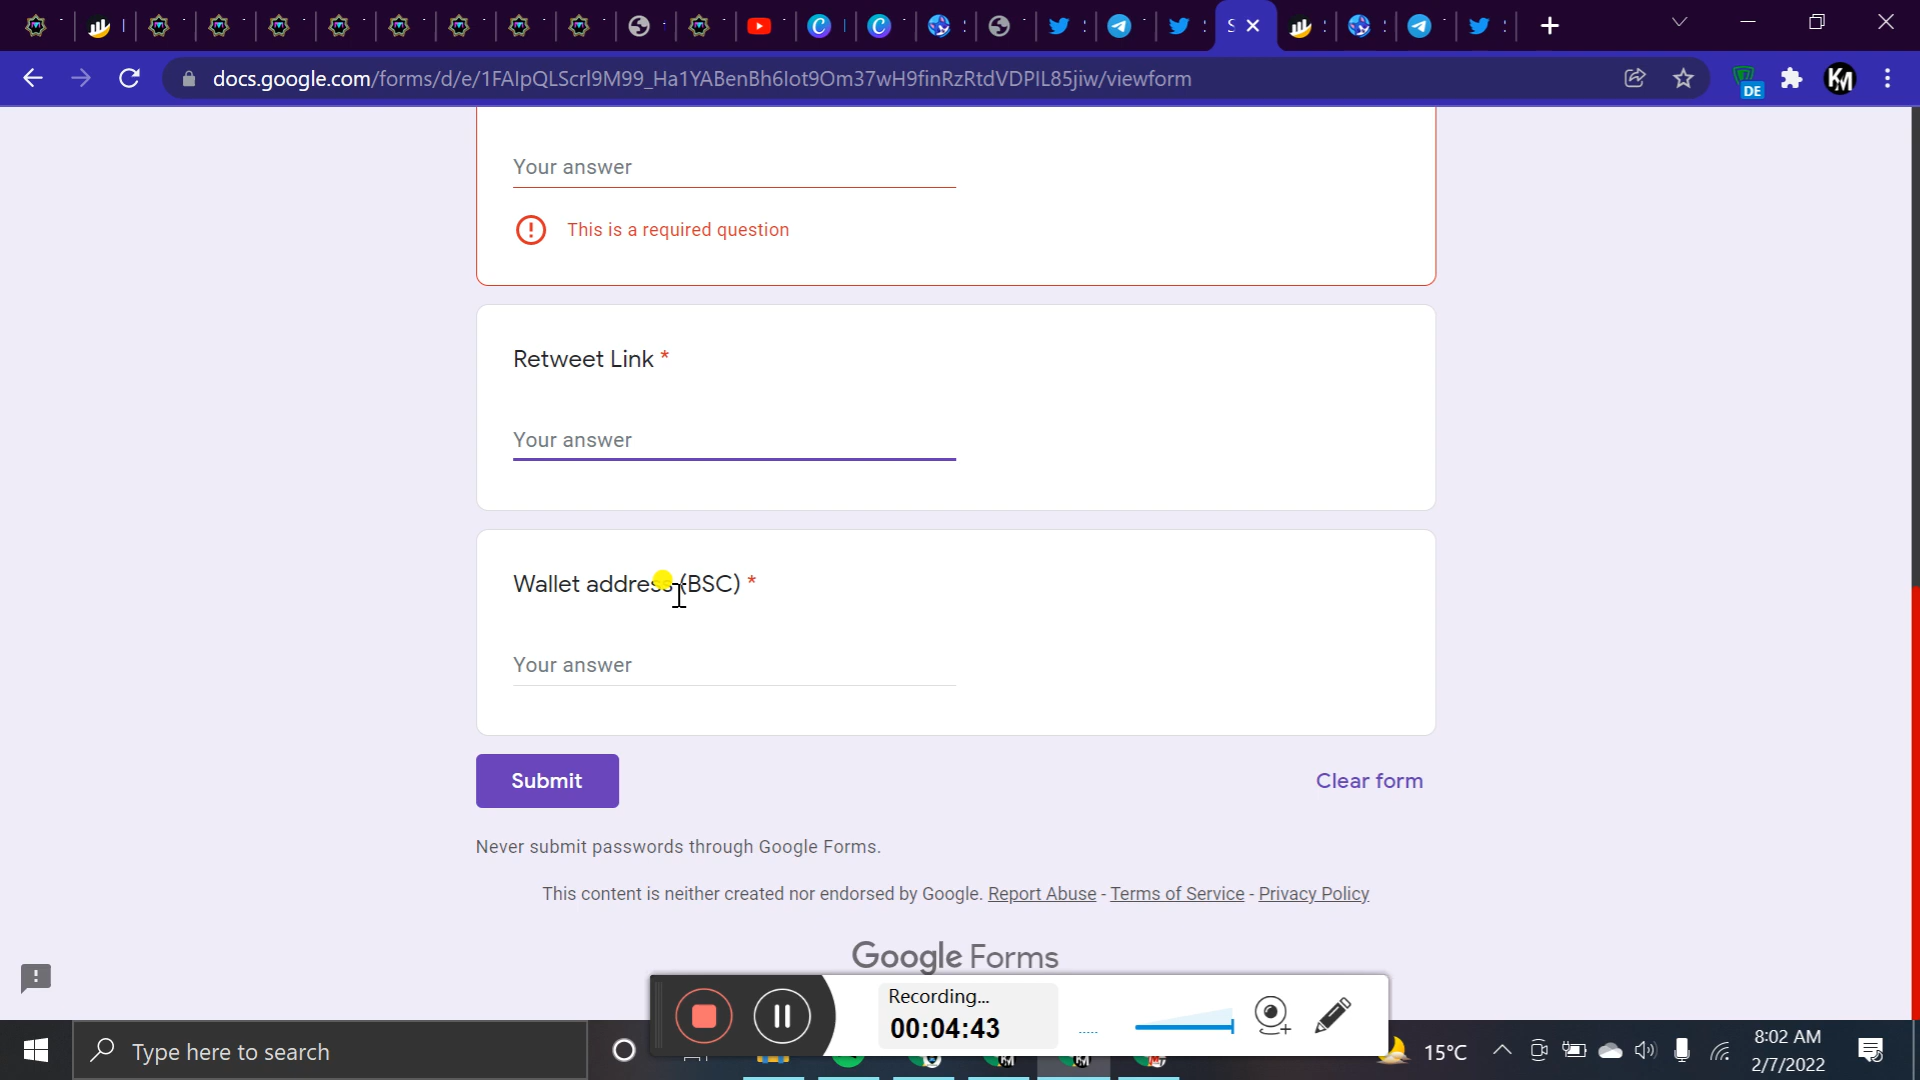 docs.google.com/forms/d/e/1FAIpQLScrl9M99_Ha1YABenBh6Iot9Om37wH9finRzRtdVDPIL85jiw/viewform
DE
KM
Your answer
This is a required question
Retweet Link *
Your answer
Wallet address (BSC) *
Your answer
Submit
Clear form
Never submit passwords through Google Forms.
This content is neither created nor endorsed by Google. Report Abuse - Terms of Service - Privacy Policy
Google Forms
Recording...
00:04:43
Type here to search
15°C
8:02 AM
2/7/2022